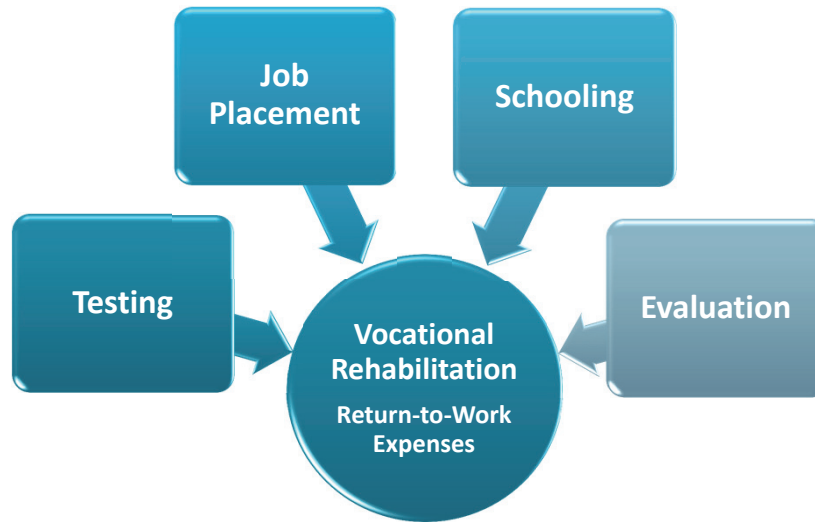 Job
Placement
Schooling
Testing
Evaluation
Vocational
Rehabilitation
Return-to-Work
Expenses